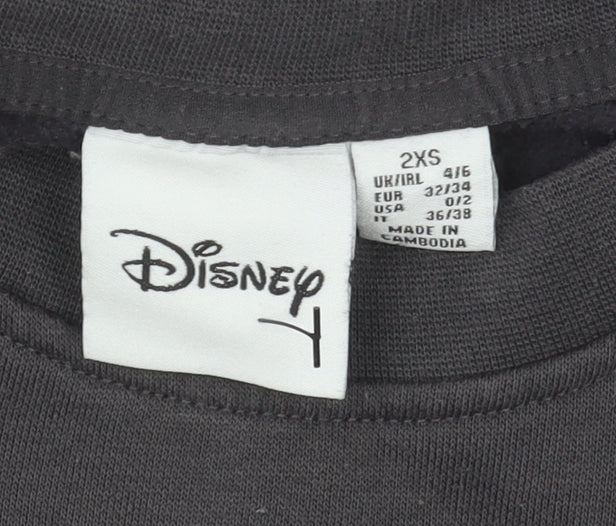 Disney
2XS
UK/IRL 4/6
EUR 32/34
USA 0/2
IT 36/38
MADE IN
CAMBODIA